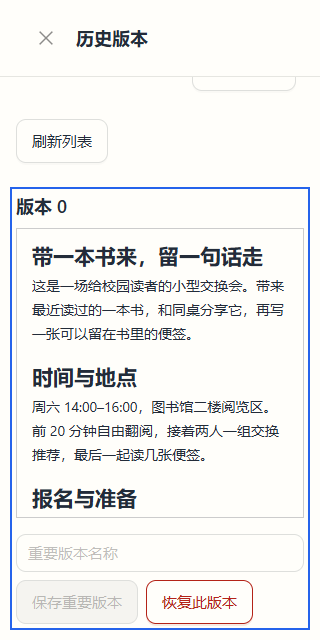 历史版本
刷新列表
版本 0
带一本书来，留一句话走
这是一场给校园读者的小型交换会。带来
最近读过的一本书，和同桌分享它，再写
一张可以留在书里的便签。
时间与地点
周六 14:00–16:00，图书馆二楼阅览区。
前 20 分钟自由翻阅，接着两人一组交换
推荐，最后一起读几张便签。
报名与准备
重要版本名称
保存重要版本
恢复此版本